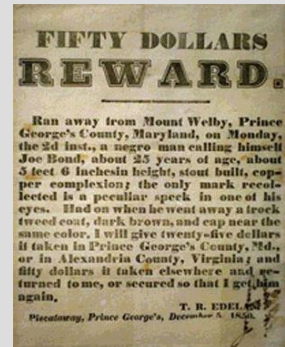 FIFTY DOLLARS
REWARD.
Ran away from Mount Welby, Prince
George's County, Maryland, on Monday,
the 2d inst., a negro man calling himself
Joe Bond, about 25 years of age, about
5 feet 6 inches in height, stout built, cop-
per complexion; the only mark recol-
lected is a peculiar speck in one of his
eyes. Had on when he went away a frock
tweed coat, dark brown, and cap near the
same color. I will give twenty-five dollars
if taken in Prince George's County, Md.,
or in Alexandria County, Virginia; and
fifty dollars if taken elsewhere and re-
turned to me, or secured so that I get him
again.
T. R. EDELEN
Piscataway, Prince George's, December 5, 1850.